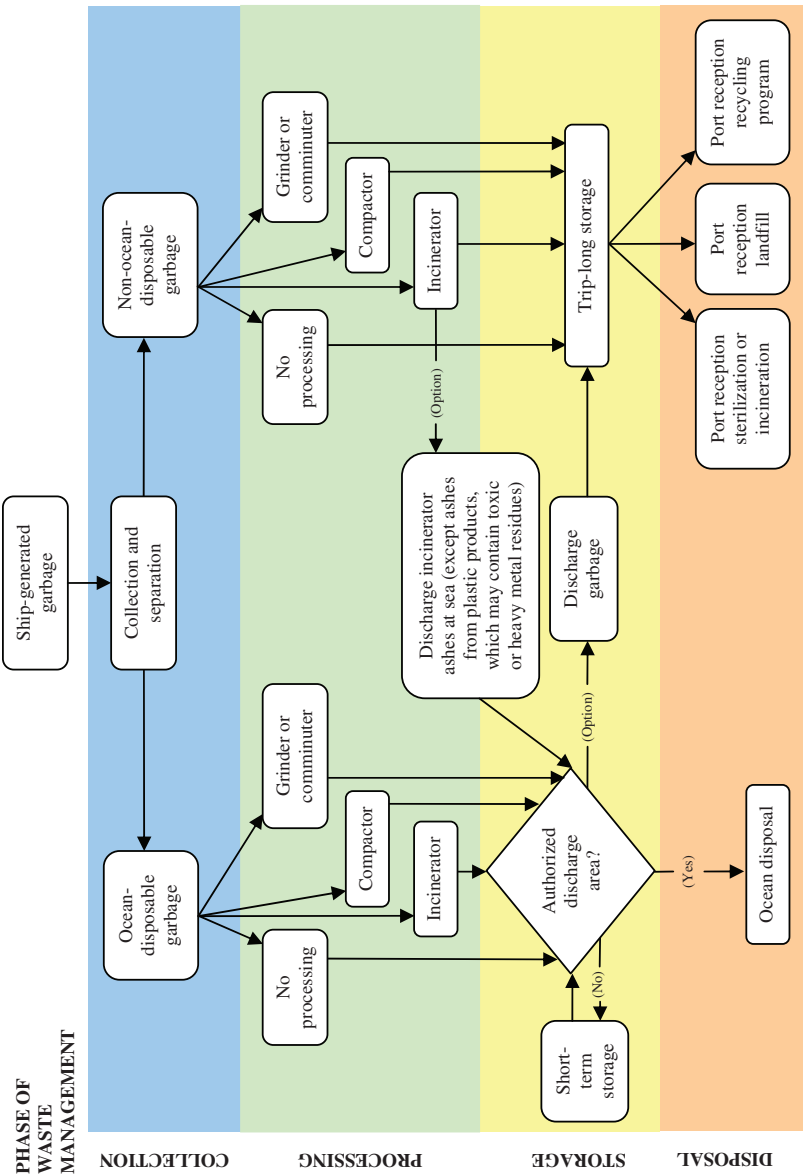 PHASE OF
WASTE
MANAGEMENT
COLLECTION
PROCESSING
STORAGE
DISPOSAL
Ship-generated
garbage
Collection and
separation
Ocean-
disposable
garbage
Non-ocean-
disposable
garbage
No
processing
Incinerator
Compactor
Grinder or
comminuter
No
processing
Incinerator
Compactor
Grinder or
comminuter
(Option)
Discharge incinerator
ashes at sea (except ashes
from plastic products,
which may contain toxic
or heavy metal residues)
Short-
term
storage
(No)
Authorized
discharge
area?
(Option)
Discharge
garbage
Trip-long storage
(Yes)
Ocean disposal
Port reception
sterilization or
incineration
Port
reception
landfill
Port reception
recycling
program